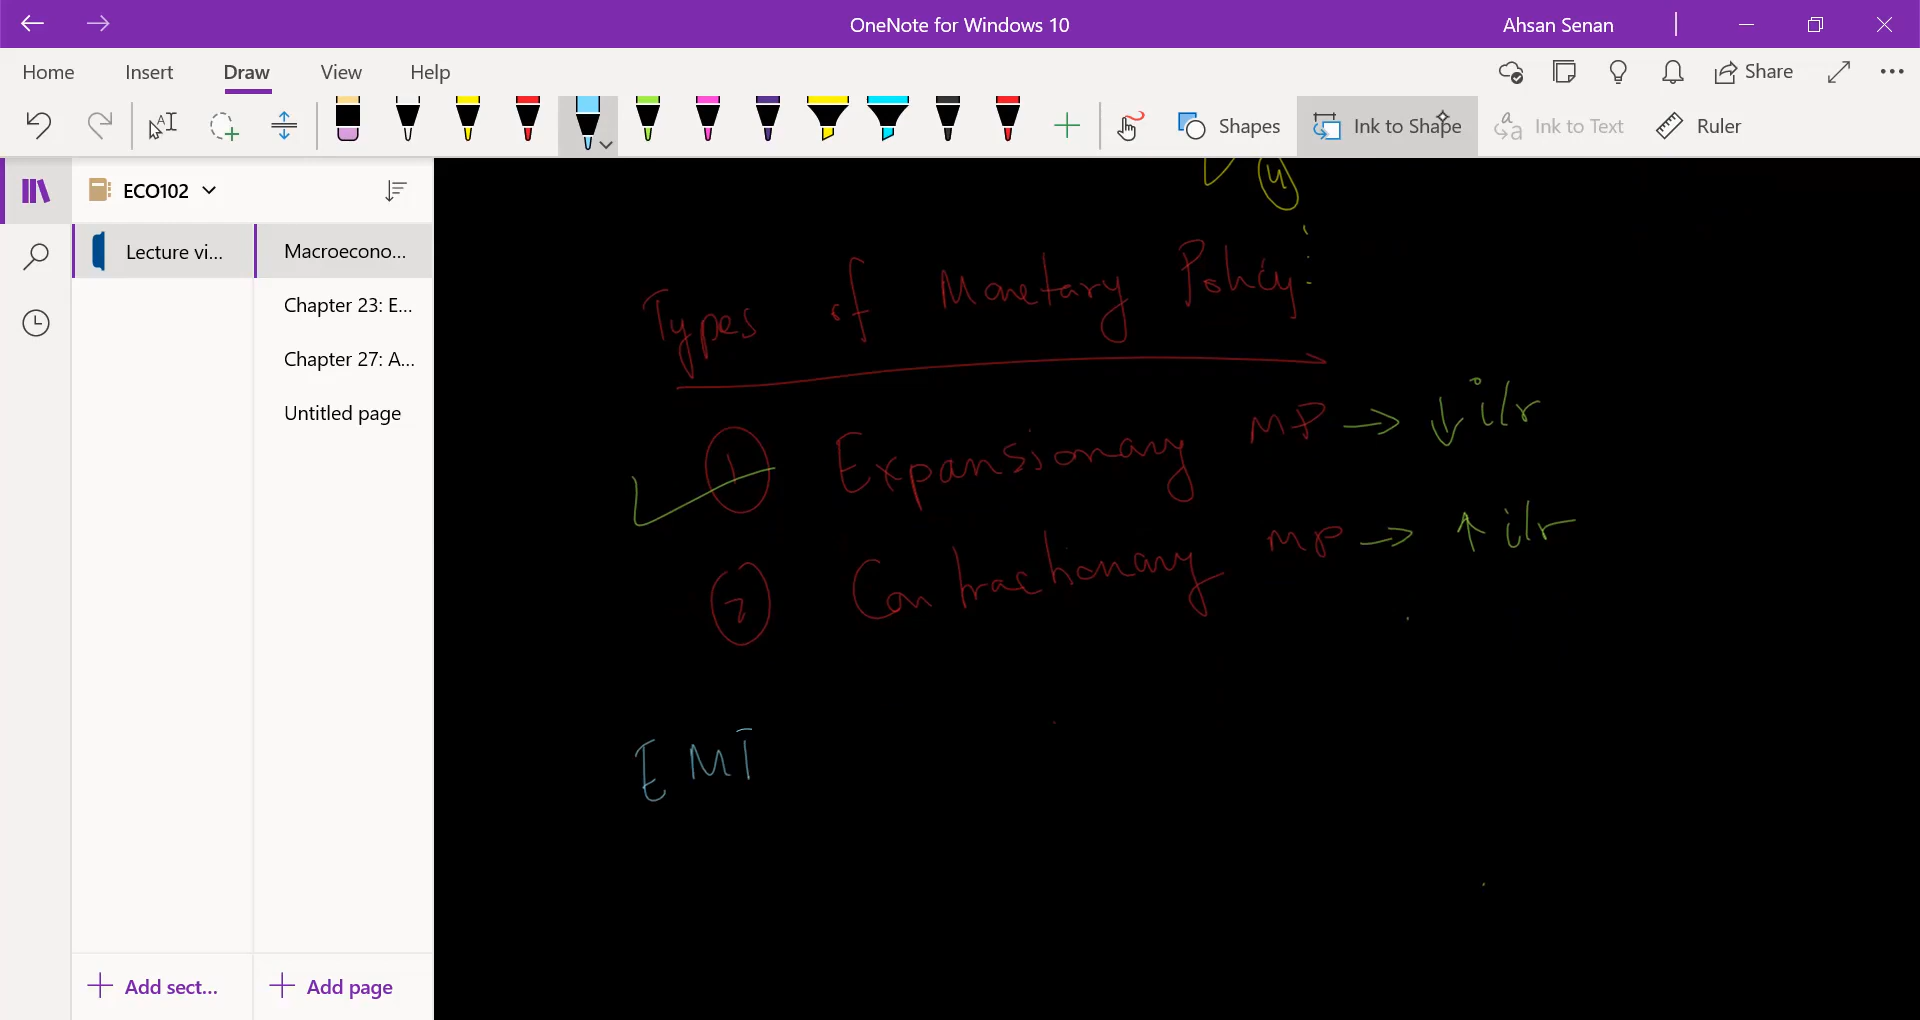 OneNote for Windows 10
Ahsan Senan
Home Insert Draw View Help
Share
Shapes Ink to Shape Ink to Text Ruler
ECO102
Lecture vi...
Macroecono...
Chapter 23: E...
Chapter 27: A...
Untitled page
4
Types of Monetary Policy:
1 Expansionary MP → ↓ i/r
2 Contractionary MP → ↑ i/r
EMI
Add sect...
Add page